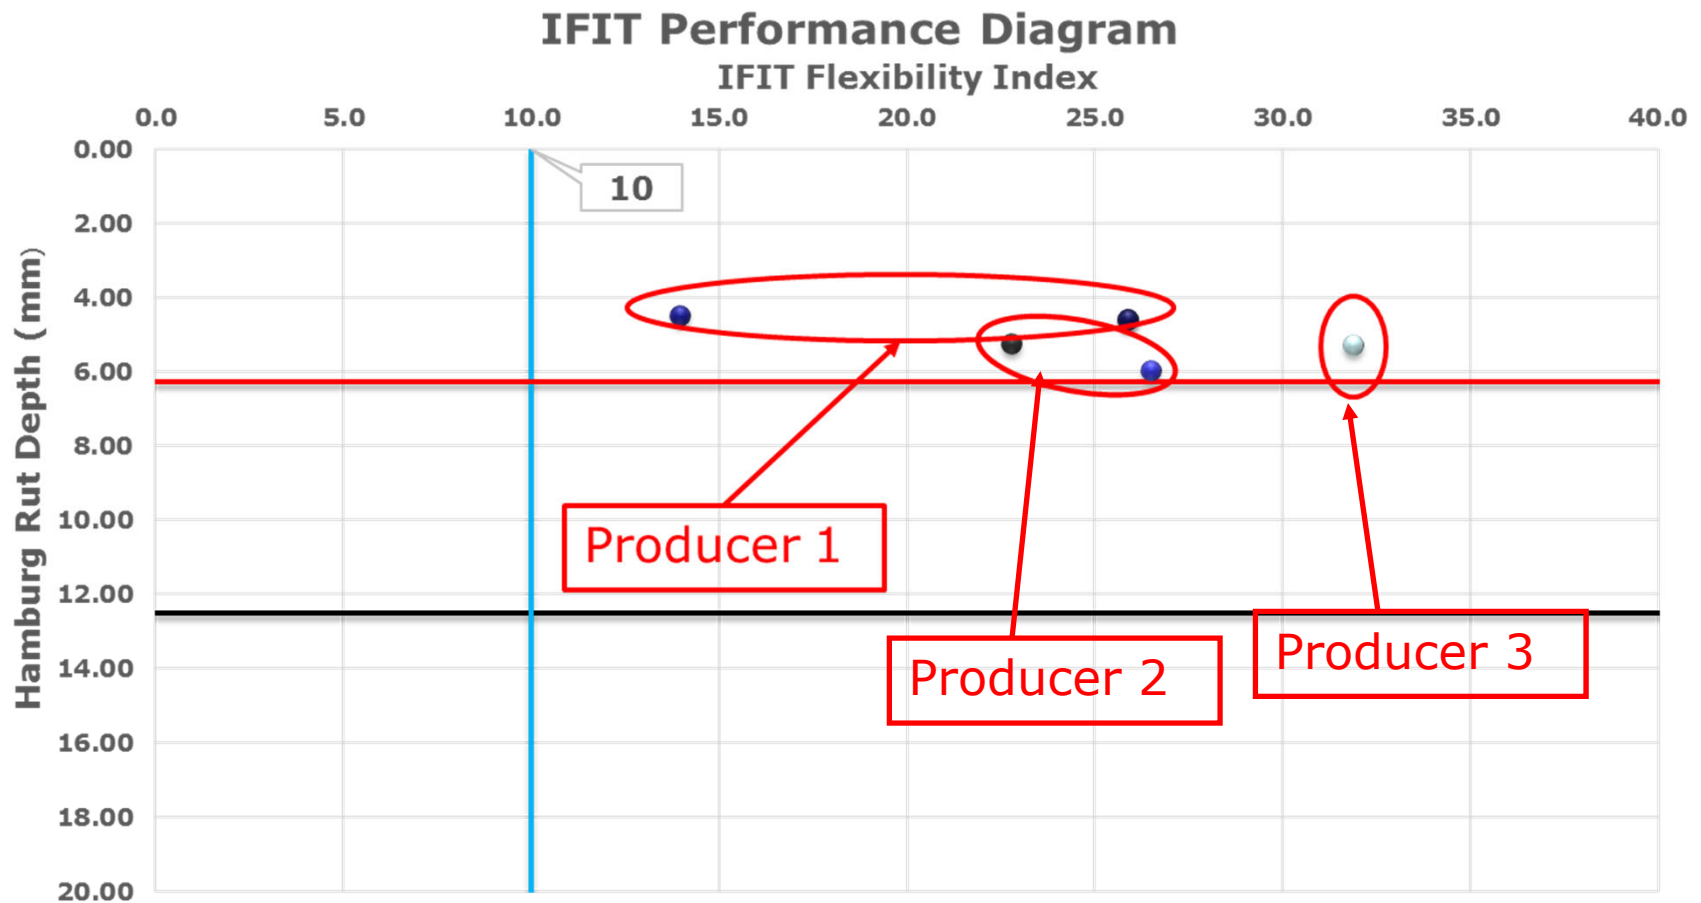 IFIT Performance Diagram
IFIT Flexibility Index
0.0 5.0 10.0 15.0 20.0 25.0 30.0 35.0 40.0
Hamburg Rut Depth (mm)
0.00
10
2.00
4.00
6.00
8.00
10.00
Producer 1
12.00
Producer 3
14.00
Producer 2
16.00
18.00
20.00